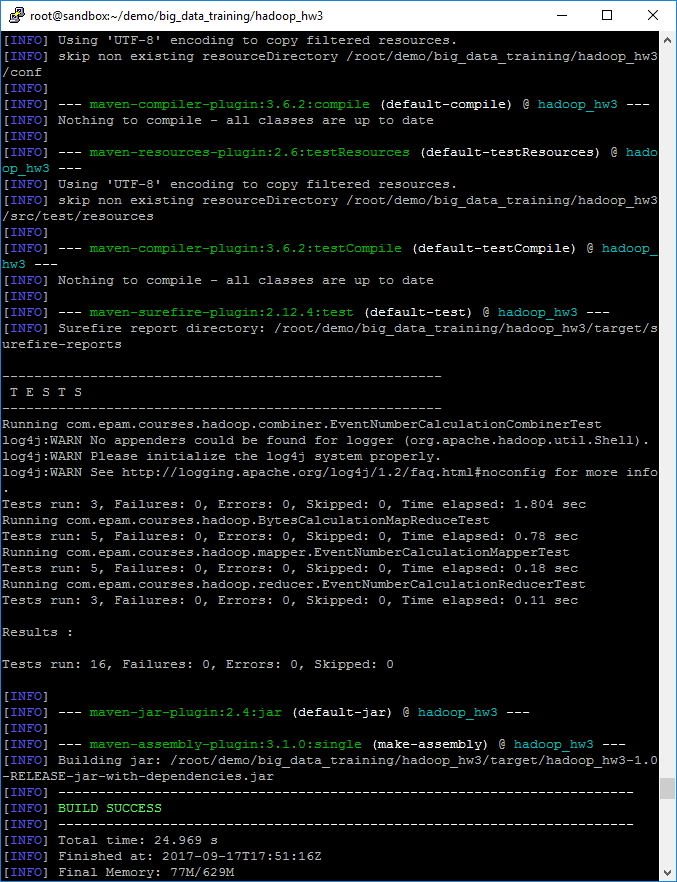 root@sandbox:~/demo/big_data_training/hadoop_hw3
[INFO] Using 'UTF-8' encoding to copy filtered resources.
[INFO] skip non existing resourceDirectory /root/demo/big_data_training/hadoop_hw3
/conf
[INFO]
[INFO] --- maven-compiler-plugin:3.6.2:compile (default-compile) @ hadoop_hw3 ---
[INFO] Nothing to compile - all classes are up to date
[INFO]
[INFO] --- maven-resources-plugin:2.6:testResources (default-testResources) @ hado
op_hw3 ---
[INFO] Using 'UTF-8' encoding to copy filtered resources.
[INFO] skip non existing resourceDirectory /root/demo/big_data_training/hadoop_hw3
/src/test/resources
[INFO]
[INFO] --- maven-compiler-plugin:3.6.2:testCompile (default-testCompile) @ hadoop_
hw3 ---
[INFO] Nothing to compile - all classes are up to date
[INFO]
[INFO] --- maven-surefire-plugin:2.12.4:test (default-test) @ hadoop_hw3 ---
[INFO] Surefire report directory: /root/demo/big_data_training/hadoop_hw3/target/s
urefire-reports
-------------------------------------------------------
 T E S T S
-------------------------------------------------------
Running com.epam.courses.hadoop.combiner.EventNumberCalculationCombinerTest
log4j:WARN No appenders could be found for logger (org.apache.hadoop.util.Shell).
log4j:WARN Please initialize the log4j system properly.
log4j:WARN See http://logging.apache.org/log4j/1.2/faq.html#noconfig for more info
.
Tests run: 3, Failures: 0, Errors: 0, Skipped: 0, Time elapsed: 1.804 sec
Running com.epam.courses.hadoop.BytesCalculationMapReduceTest
Tests run: 5, Failures: 0, Errors: 0, Skipped: 0, Time elapsed: 0.78 sec
Running com.epam.courses.hadoop.mapper.EventNumberCalculationMapperTest
Tests run: 5, Failures: 0, Errors: 0, Skipped: 0, Time elapsed: 0.18 sec
Running com.epam.courses.hadoop.reducer.EventNumberCalculationReducerTest
Tests run: 3, Failures: 0, Errors: 0, Skipped: 0, Time elapsed: 0.11 sec
Results :
Tests run: 16, Failures: 0, Errors: 0, Skipped: 0
[INFO]
[INFO] --- maven-jar-plugin:2.4:jar (default-jar) @ hadoop_hw3 ---
[INFO]
[INFO] --- maven-assembly-plugin:3.1.0:single (make-assembly) @ hadoop_hw3 ---
[INFO] Building jar: /root/demo/big_data_training/hadoop_hw3/target/hadoop_hw3-1.0
-RELEASE-jar-with-dependencies.jar
[INFO] ------------------------------------------------------------------------
[INFO] BUILD SUCCESS
[INFO] ------------------------------------------------------------------------
[INFO] Total time: 24.969 s
[INFO] Finished at: 2017-09-17T17:51:16Z
[INFO] Final Memory: 77M/629M